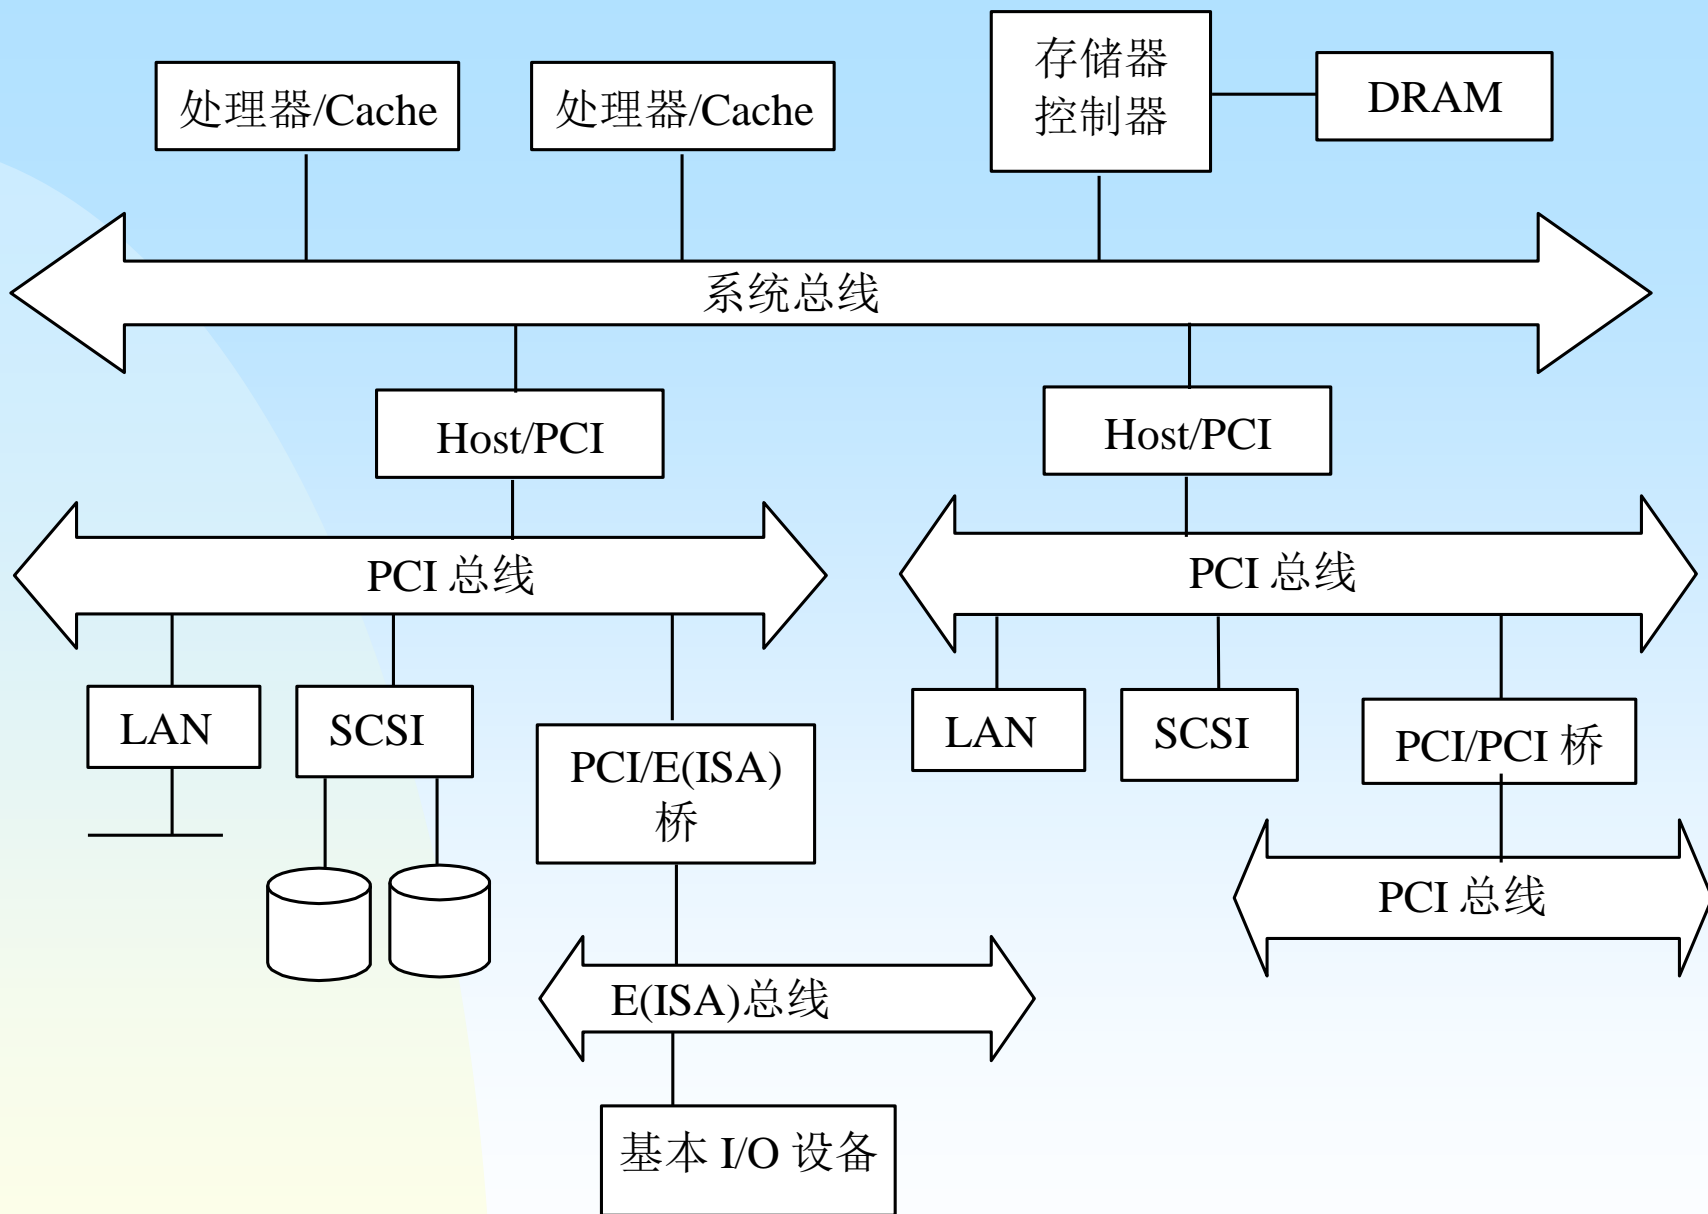 处理器/Cache
处理器/Cache
存储器
控制器
DRAM
系统总线
Host/PCI
Host/PCI
PCI 总线
PCI 总线
LAN
SCSI
PCI/E(ISA)
桥
LAN
SCSI
PCI/PCI 桥
PCI 总线
E(ISA)总线
基本 I/O 设备